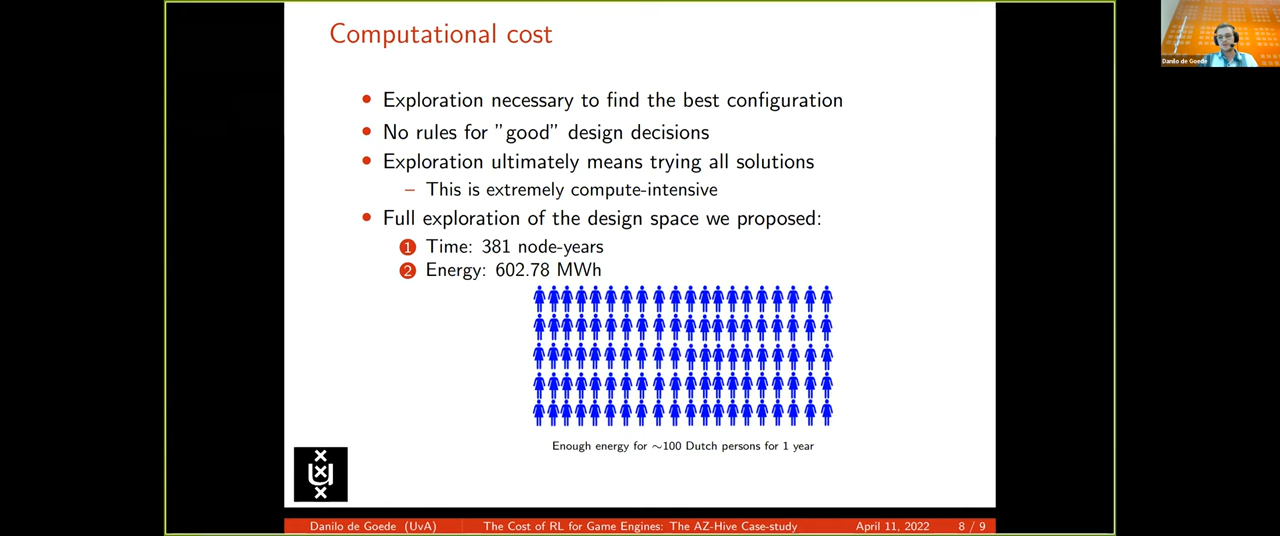 Computational cost
Exploration necessary to find the best configuration
No rules for "good" design decisions
Exploration ultimately means trying all solutions
– This is extremely compute-intensive
Full exploration of the design space we proposed:
1 Time: 381 node-years
2 Energy: 602.78 MWh
Enough energy for ~100 Dutch persons for 1 year
Danilo de Goede (UvA) The Cost of RL for Game Engines: The AZ-Hive Case-study April 11, 2022 8 / 9
Danilo de Goede